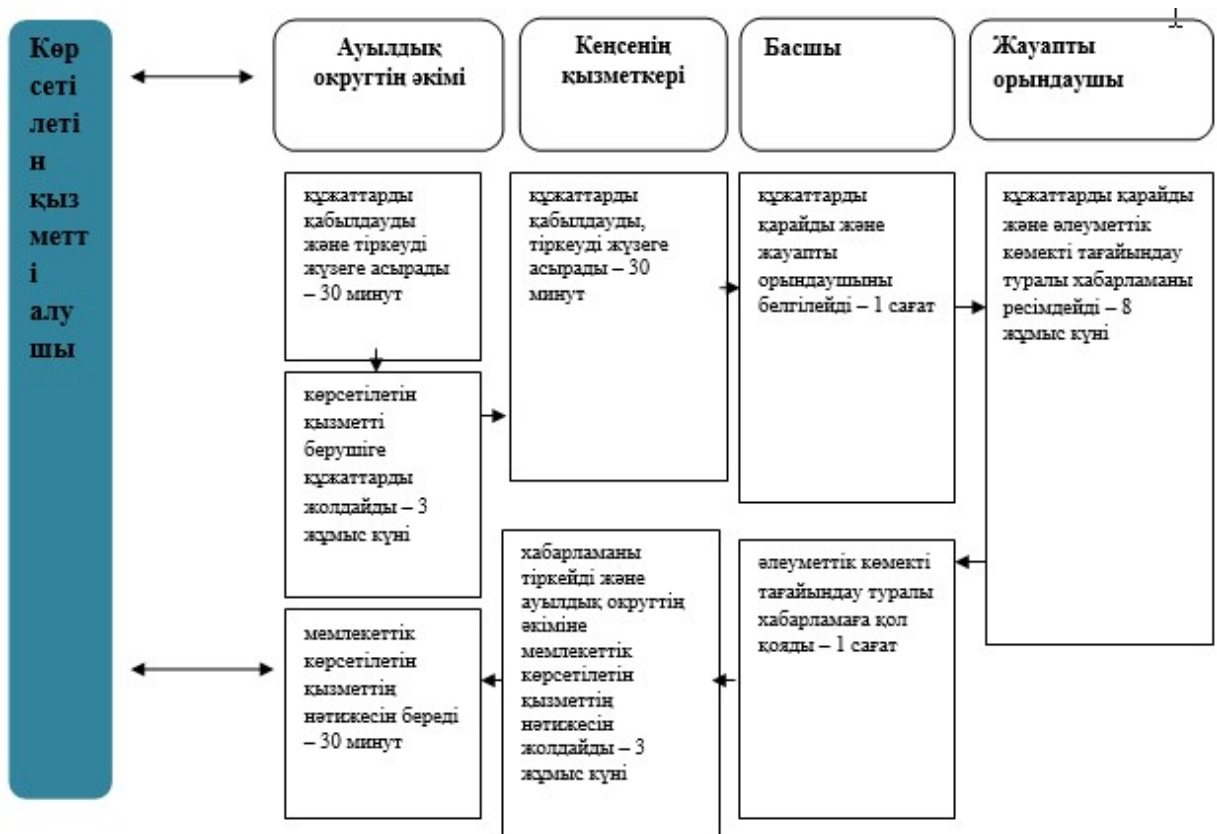 Көр
сеті
леті
н
қыз
метт
і
алу
шы
Ауылдық
округтің әкімі
Кеңсенің
қызметкері
Басшы
Жауапты
орындаушы
құжаттарды
қабылдауды
және тіркеуді
жүзеге асырады
– 30 минут
құжаттарды
қабылдауды,
тіркеуді жүзеге
асырады – 30
минут
құжаттарды
қарайды және
жауапты
орындаушыны
белгілейді – 1 сағат
құжаттарды қарайды
және әлеуметтік
көмекті тағайындау
туралы хабарламаны
ресімдейді – 8
жұмыс күні
көрсетілетін
қызметті
берушіге
құжаттарды
жолдайды – 3
жұмыс күні
хабарламаны
тіркейді және
ауылдық округтің
әкіміне
мемлекеттік
көрсетілетін
қызметтің
нәтижесін
жолдайды – 3
жұмыс күні
әлеуметтік көмекті
тағайындау туралы
хабарламаға қол
қояды – 1 сағат
мемлекеттік
көрсетілетін
қызметтің
нәтижесін береді
– 30 минут